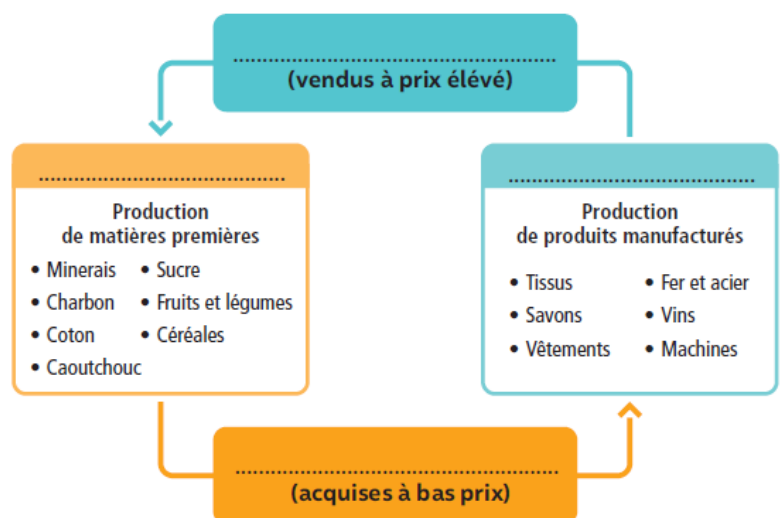 ................................................................
(vendus à prix élévé)
..........................................
Production
de matières premières
• Minerais • Sucre
• Charbon • Fruits et légumes
• Coton • Céréales
• Caoutchouc
..........................................
Production
de produits manufacturés
• Tissus • Fer et acier
• Savons • Vins
• Vêtements • Machines
................................................................
(acquises à bas prix)